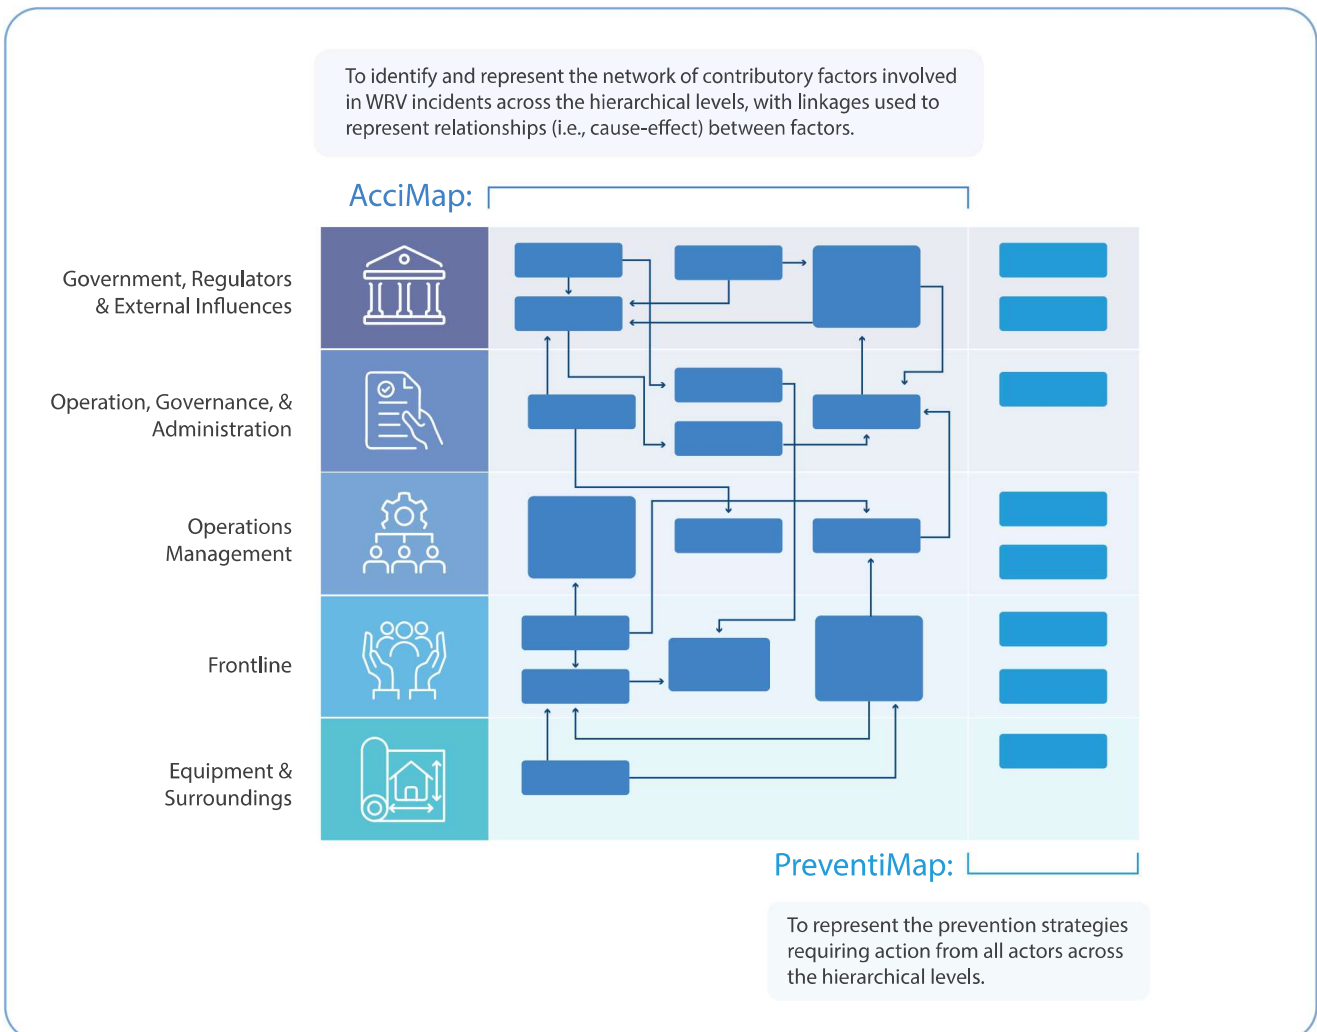 To identify and represent the network of contributory factors involved
in WRV incidents across the hierarchical levels, with linkages used to
represent relationships (i.e., cause-effect) between factors.
AcciMap:
Government, Regulators
& External Influences
Operation, Governance, &
Administration
Operations
Management
Frontline
Equipment &
Surroundings
PreventiMap:
To represent the prevention strategies
requiring action from all actors across
the hierarchical levels.